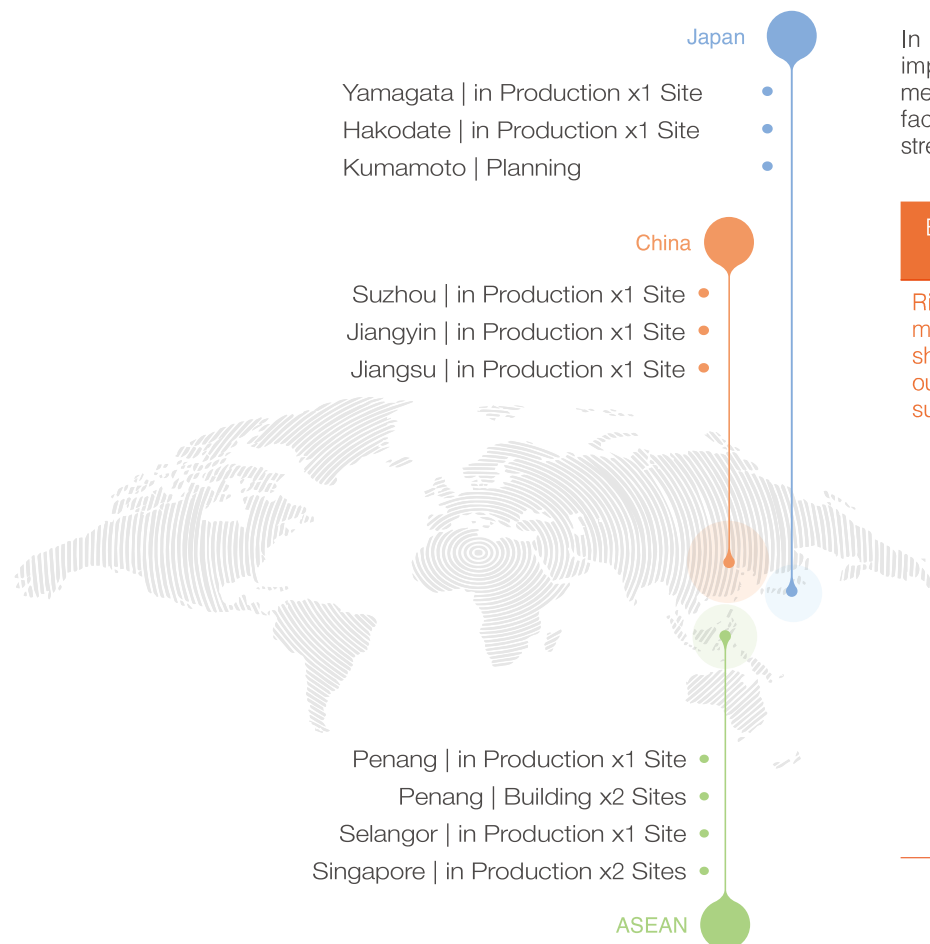 Japan
Yamagata | in Production x1 Site
Hakodate | in Production x1 Site
Kumamoto | Planning
China
Suzhou | in Production x1 Site
Jiangyin | in Production x1 Site
Jiangsu | in Production x1 Site
Penang | in Production x1 Site
Penang | Building x2 Sites
Selangor | in Production x1 Site
Singapore | in Production x2 Sites
ASEAN
In